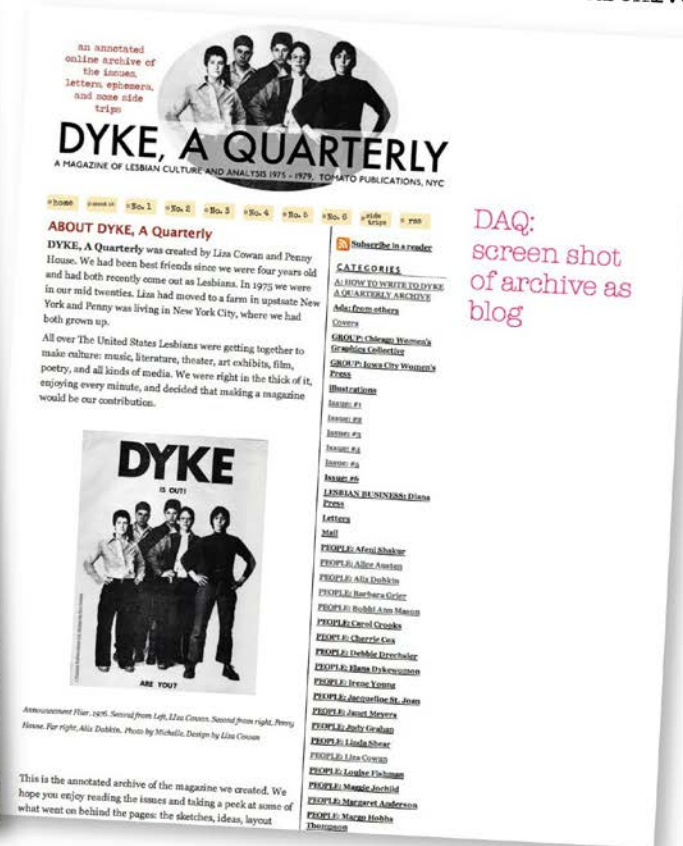 an annotated
online archive of
the issues,
letters, ephemera,
and some side
trips
DYKE, A QUARTERLY
A MAGAZINE OF LESBIAN CULTURE AND ANALYSIS 1975 - 1979, TOMATO PUBLICATIONS, NYC
home
No. 1
No. 2
No. 3
No. 4
No. 5
No. 6
side
trips
rss
ABOUT DYKE, A Quarterly
DYKE, A Quarterly was created by Liza Cowan and Penny
House. We had been best friends since we were four years old
and had both recently come out as Lesbians. In 1975 we were
in our mid twenties. Liza had moved to a farm in upstate New
York and Penny was living in New York City, where we had
both grown up.
All over The United States Lesbians were getting together to
make culture: music, literature, theater, art exhibits, film,
poetry, and all kinds of media. We were right in the thick of it,
enjoying every minute, and decided that making a magazine
would be our contribution.
DYKE
IS OUT!
ARE YOU?
Announcement Flier, 1976. Second from Left, Liza Cowan. Second from right, Penny
House. Far right, Alix Dobkin. Photo by Michelle. Design by Liza Cowan
This is the annotated archive of the magazine we created. We
hope you enjoy reading the issues and taking a peek at some of
what went on behind the pages: the sketches, ideas, layout
Subscribe in a reader
CATEGORIES
A: HOW TO WRITE TO DYKE
A QUARTERLY ARCHIVE
Ads: from others
Covers
GROUP: Chicago Women's
Graphics Collective
GROUP: Iowa City Women's
Press
Illustrations
Issue: #1
Issue: #2
Issue: #3
Issue: #4
Issue: #5
Issue: #6
LESBIAN BUSINESS: Diana
Press
Letters
Mail
PEOPLE: Afeni Shakur
PEOPLE: Alice Austen
PEOPLE: Alix Dobkin
PEOPLE: Barbara Grier
PEOPLE: Bobbi Ann Mason
PEOPLE: Carol Crooks
PEOPLE: Cherrie Cox
PEOPLE: Debbie Drechsler
PEOPLE: Elana Dykewomon
PEOPLE: Irene Young
PEOPLE: Jacqueline St. Joan
PEOPLE: Janet Meyers
PEOPLE: Judy Grahan
PEOPLE: Linda Shear
PEOPLE: Liza Cowan
PEOPLE: Louise Fishman
PEOPLE: Maggie Jochild
PEOPLE: Margaret Anderson
PEOPLE: Margo Hobbs
Thompson
DAQ:
screen shot
of archive as
blog